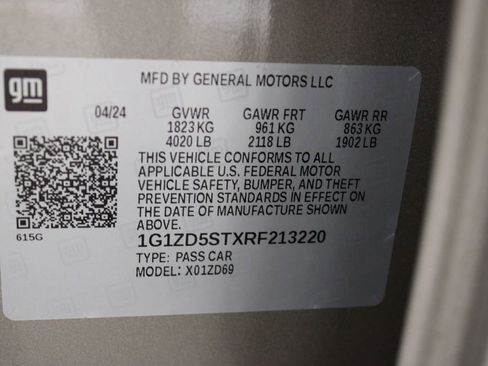 gm
MFD BY GENERAL MOTORS LLC
04/24 GVWR GAWR FRT GAWR RR
1823 KG 961 KG 863 KG
4020 LB 2118 LB 1902 LB
THIS VEHICLE CONFORMS TO ALL
APPLICABLE U.S. FEDERAL MOTOR
VEHICLE SAFETY, BUMPER, AND THEFT
PREVENTION STANDARDS IN EFFECT ON
THE DATE OF MANUFACTURE SHOWN
ABOVE.
615G
1G1ZD5STXRF213220
TYPE: PASS CAR
MODEL: X01ZD69